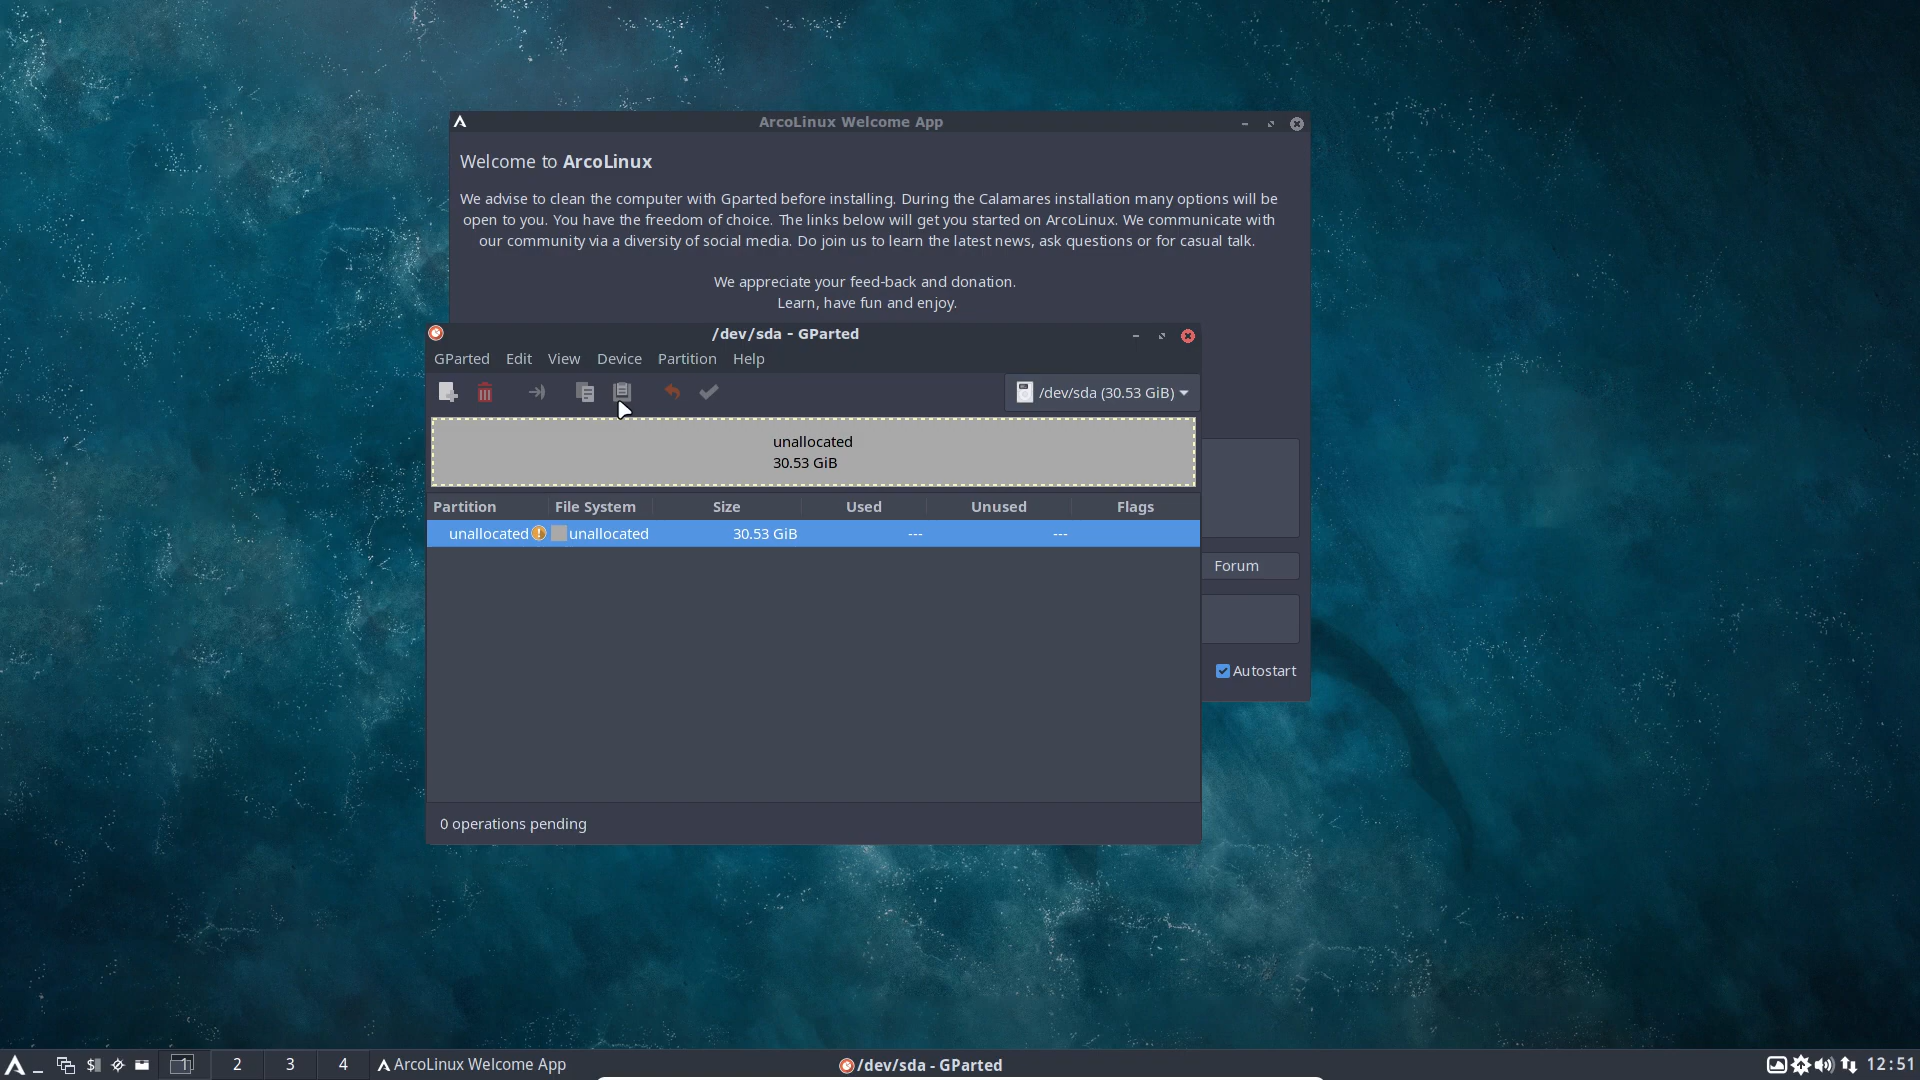 ArcoLinux Welcome App
Welcome to ArcoLinux
We advise to clean the computer with Gparted before installing. During the Calamares installation many options will be
open to you. You have the freedom of choice. The links below will get you started on ArcoLinux. We communicate with
our community via a diversity of social media. Do join us to learn the latest news, ask questions or for casual talk.
We appreciate your feed-back and donation.
Learn, have fun and enjoy.
/dev/sda - GParted
GParted Edit View Device Partition Help
/dev/sda (30.53 GiB)
unallocated
30.53 GiB
Partition File System Size Used Unused Flags
unallocated unallocated 30.53 GiB --- ---
Forum
Autostart
0 operations pending
1 2 3 4 ArcoLinux Welcome App /dev/sda - GParted 12:51